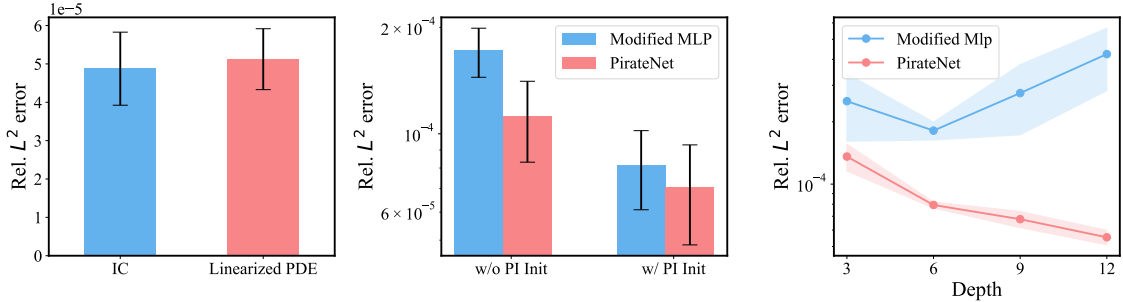 1e−5
6
5
4
3
2
1
0
Rel. L² error
IC
Linearized PDE
2 × 10⁻⁴
10⁻⁴
6 × 10⁻⁵
Rel. L² error
Modified MLP
PirateNet
w/o PI Init
w/ PI Init
10⁻⁴
Rel. L² error
Modified Mlp
PirateNet
3
6
9
12
Depth